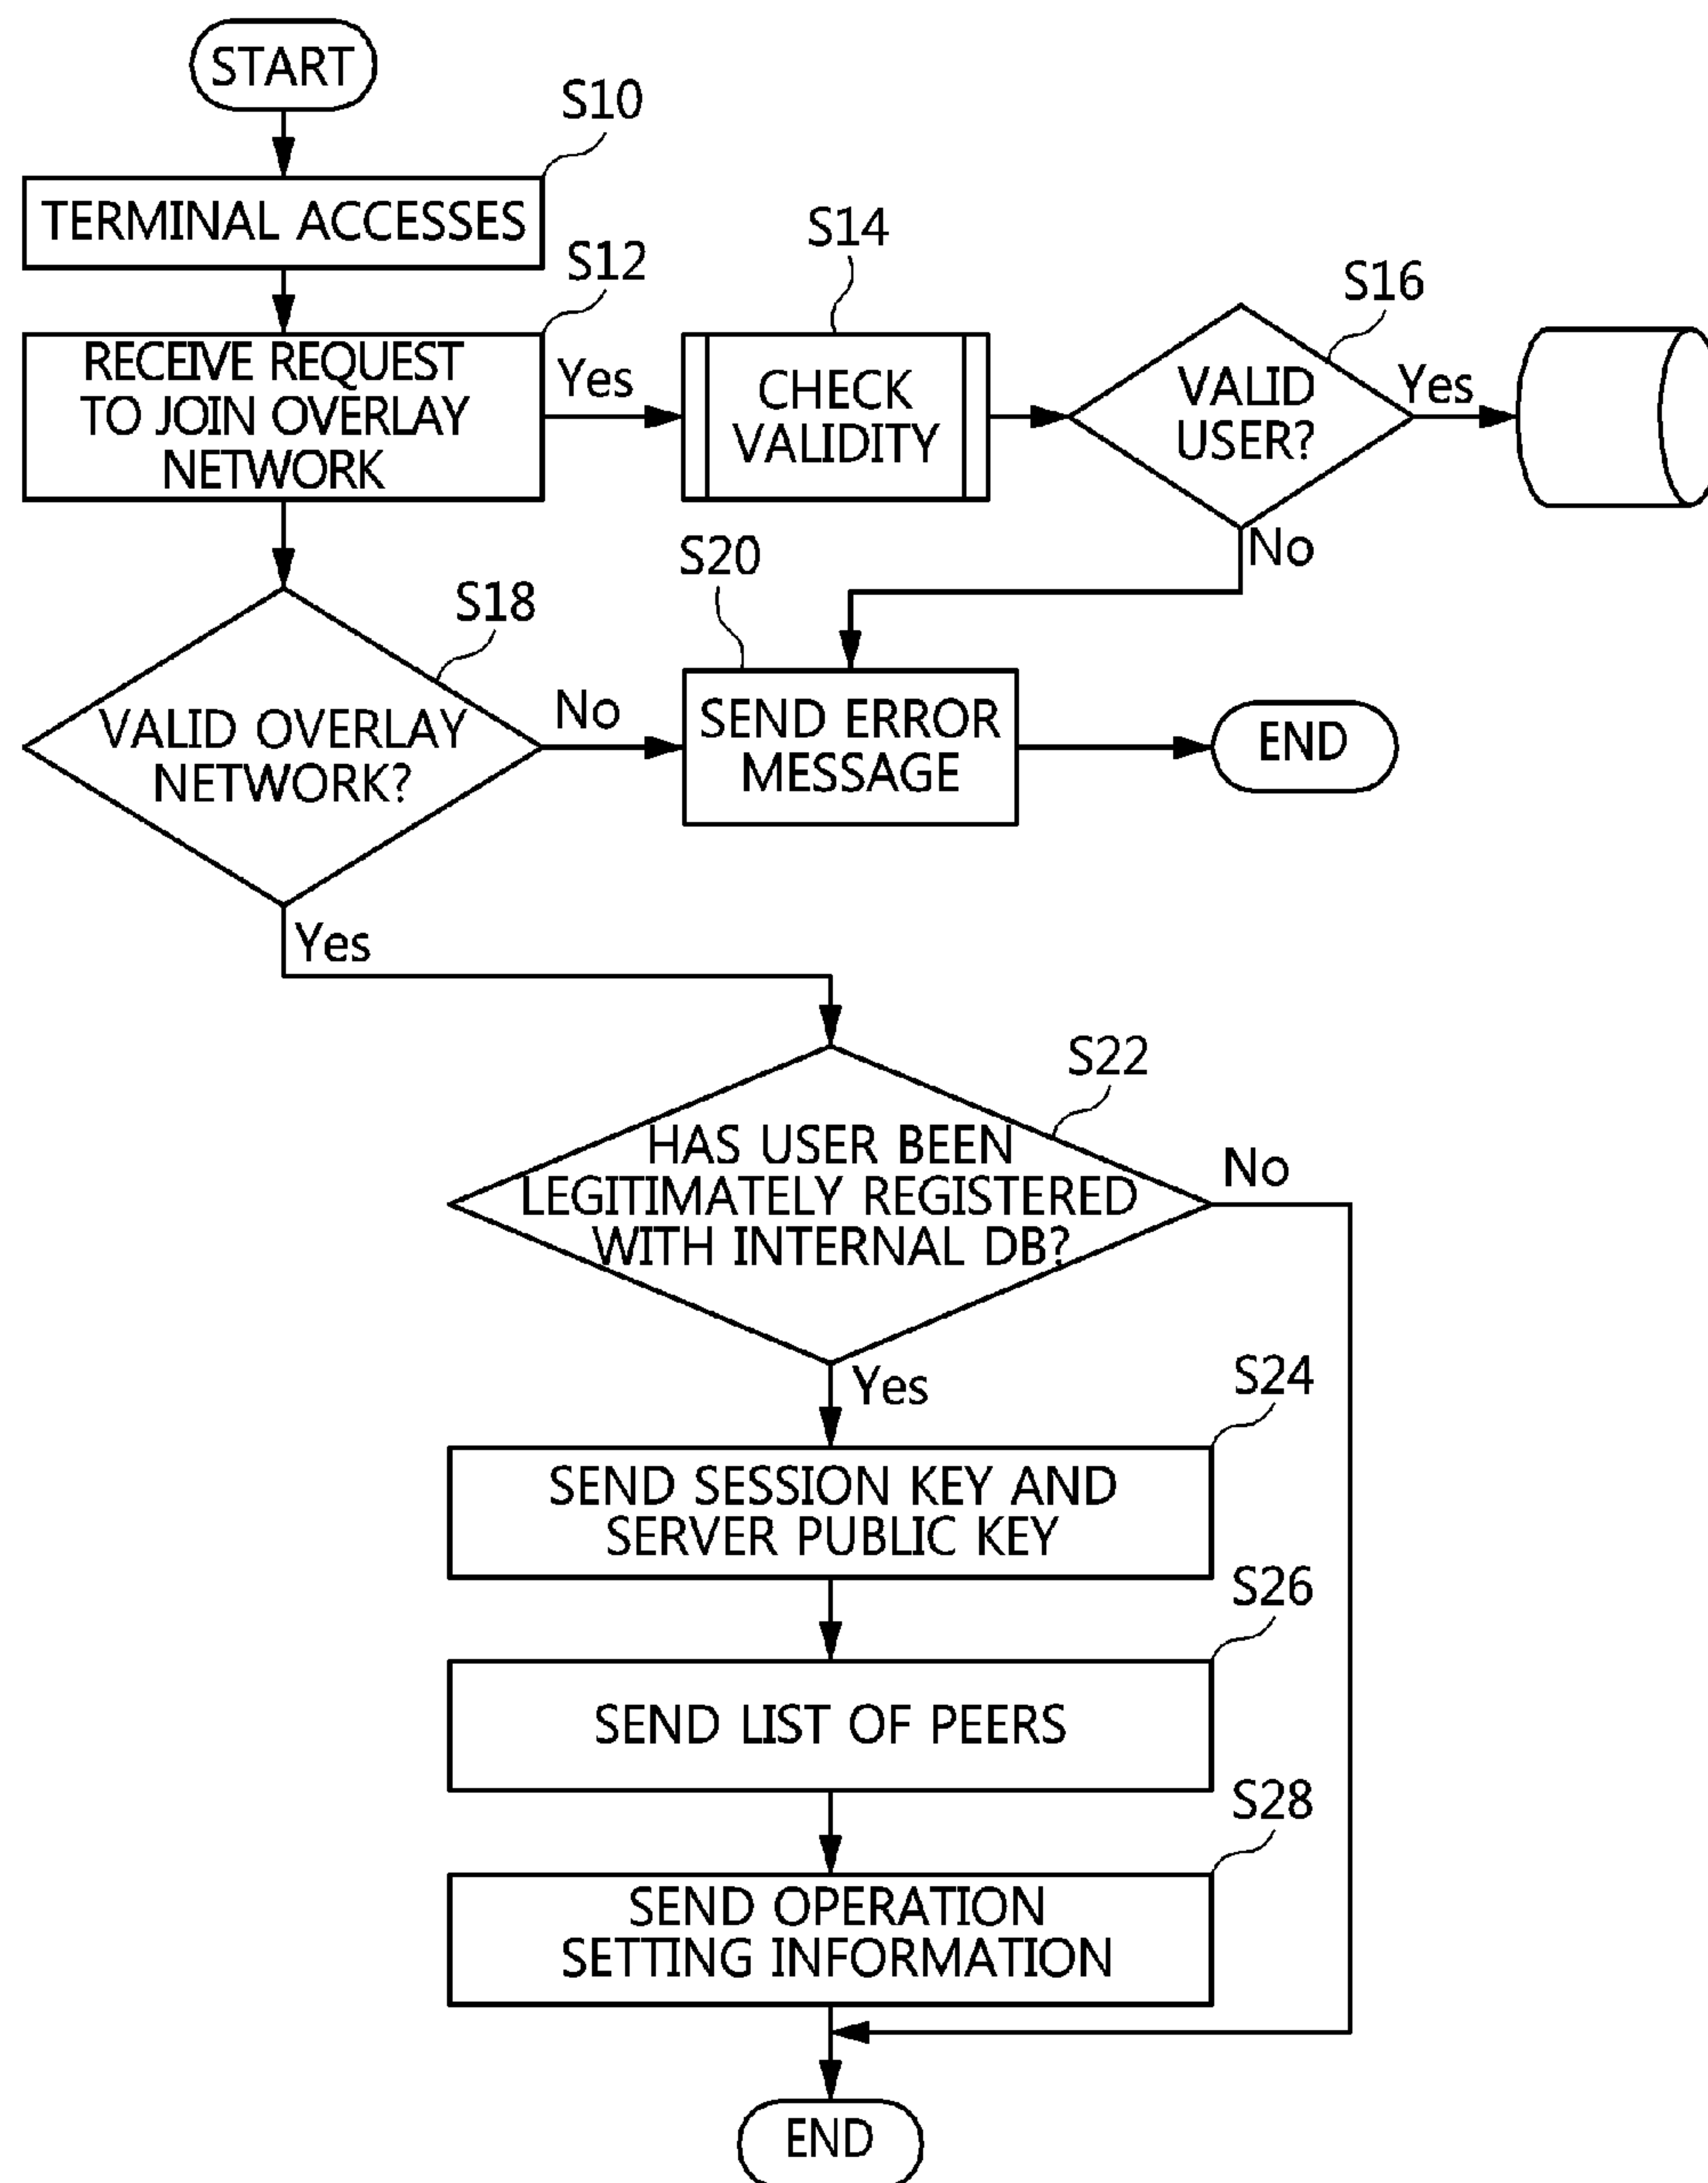 START
S10
TERMINAL ACCESSES
S12
RECEIVE REQUEST
TO JOIN OVERLAY
NETWORK
Yes
S14
CHECK
VALIDITY
S16
VALID
USER?
Yes
No
S18
VALID OVERLAY
NETWORK?
No
S20
SEND ERROR
MESSAGE
END
Yes
S22
HAS USER BEEN
LEGITIMATELY REGISTERED
WITH INTERNAL DB?
No
Yes
S24
SEND SESSION KEY AND
SERVER PUBLIC KEY
S26
SEND LIST OF PEERS
S28
SEND OPERATION
SETTING INFORMATION
END